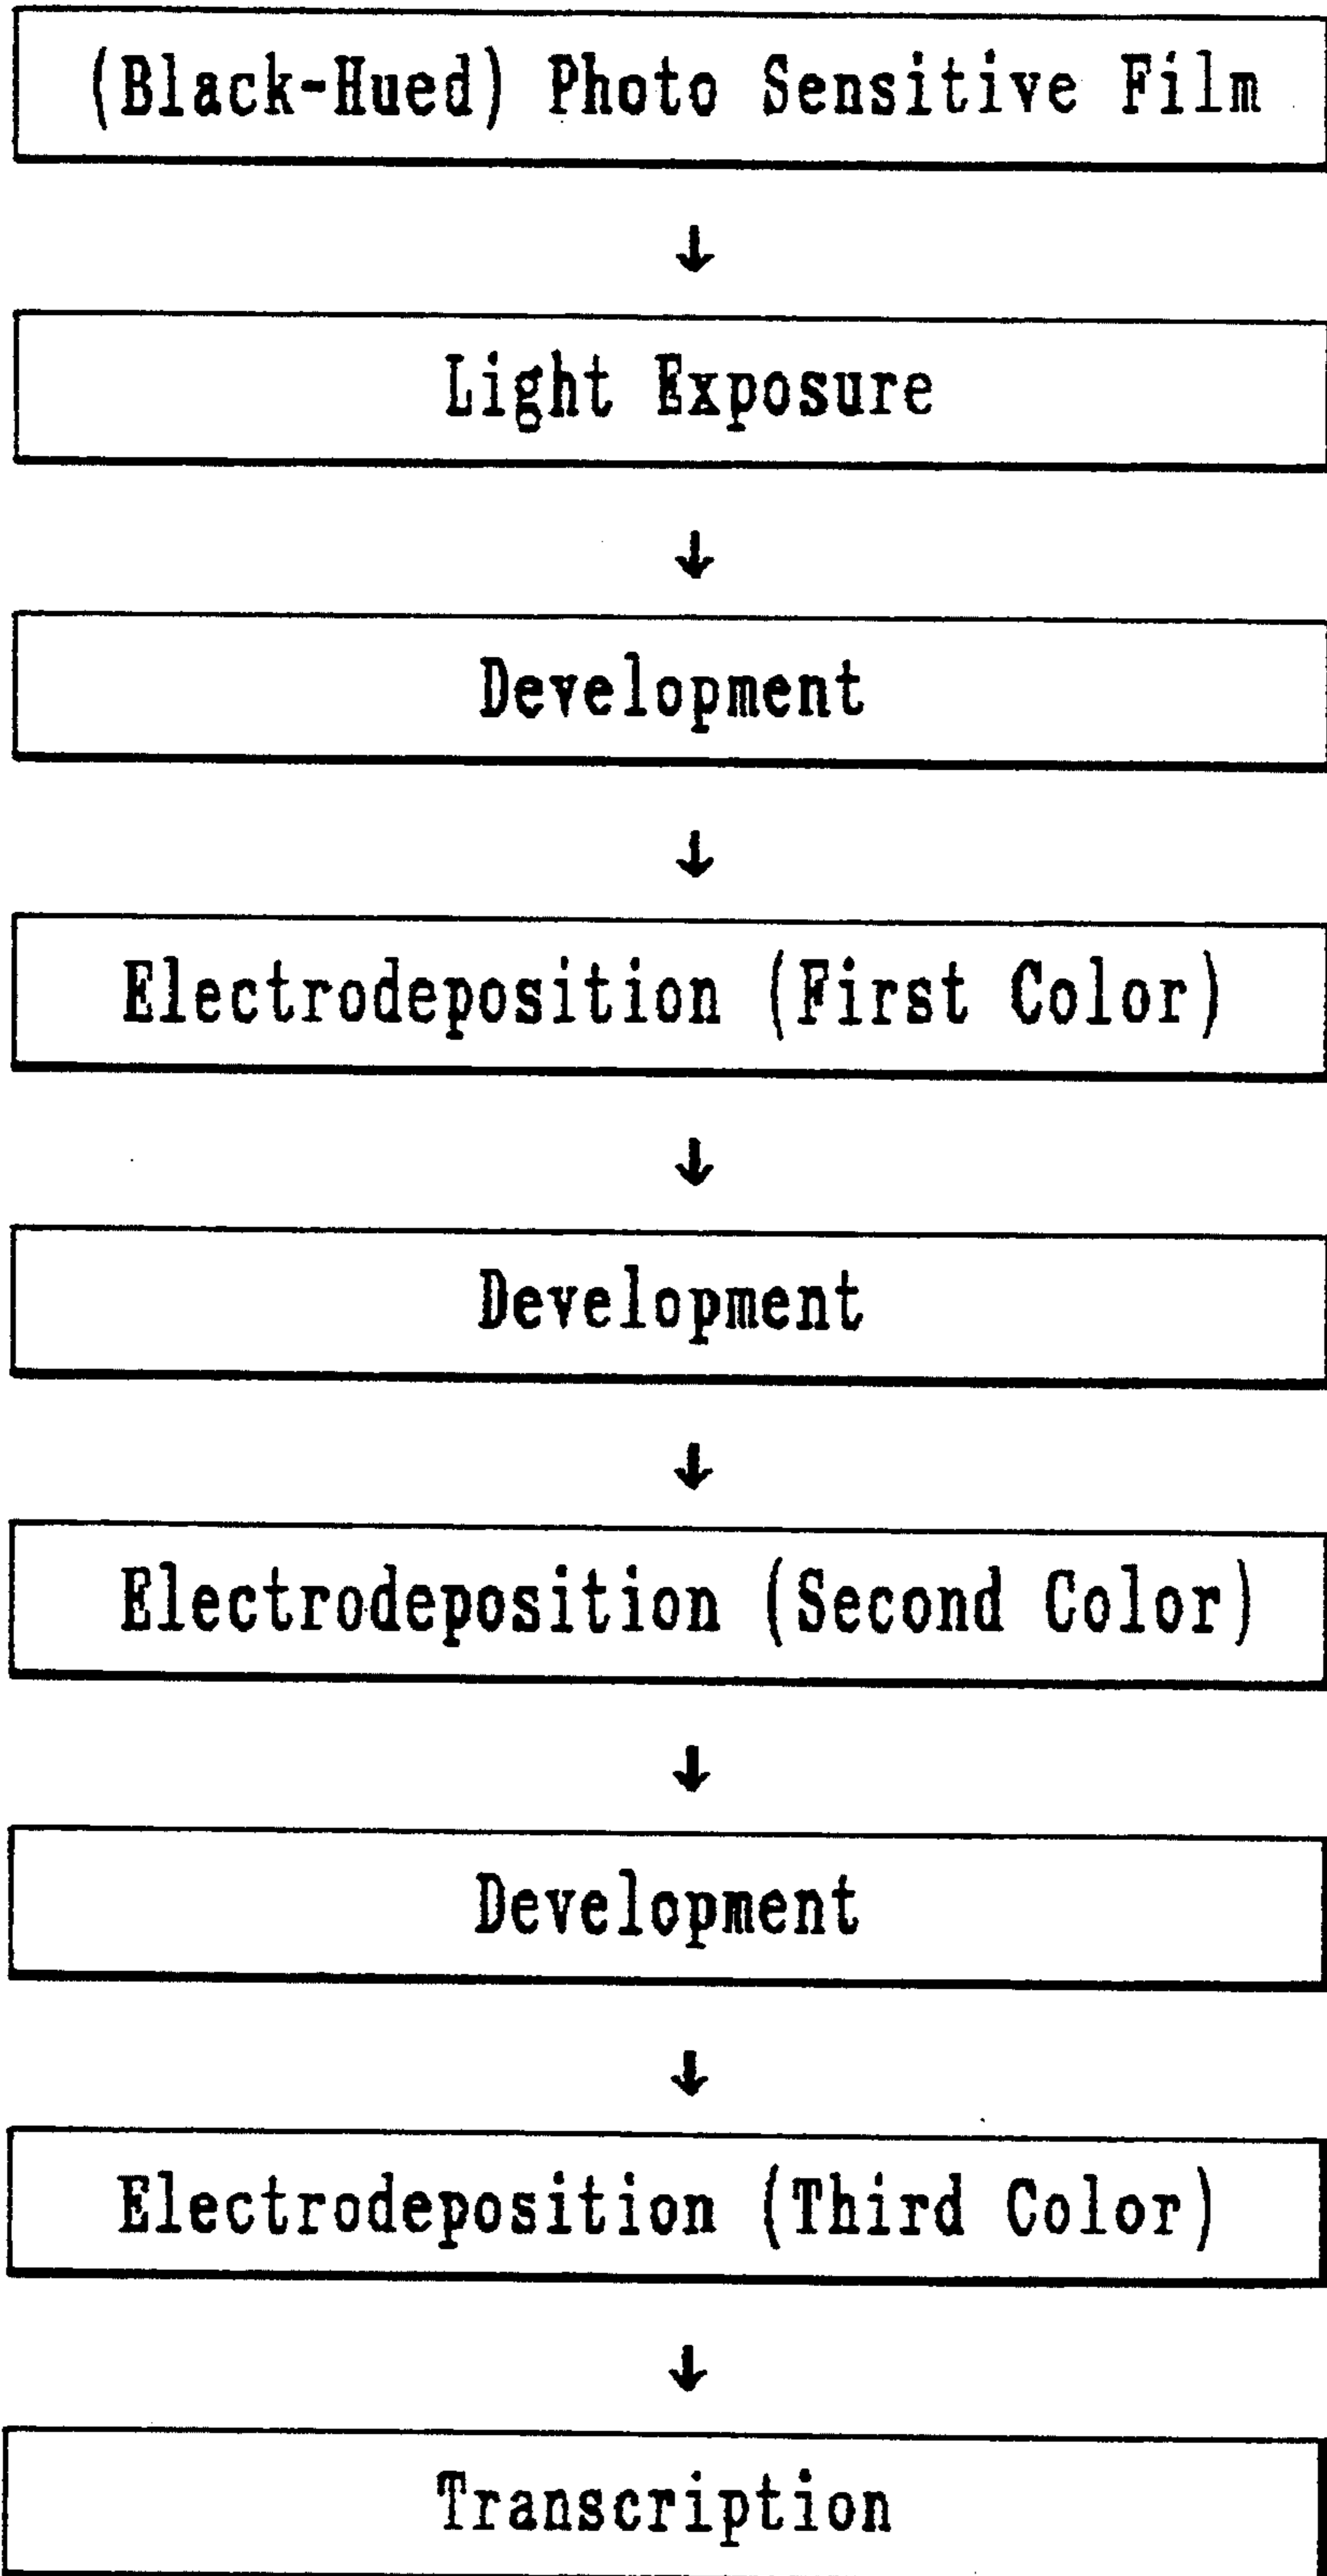 (Black-Hued) Photo Sensitive Film
↓
Light Exposure
↓
Development
↓
Electrodeposition (First Color)
↓
Development
↓
Electrodeposition (Second Color)
↓
Development
↓
Electrodeposition (Third Color)
↓
Transcription